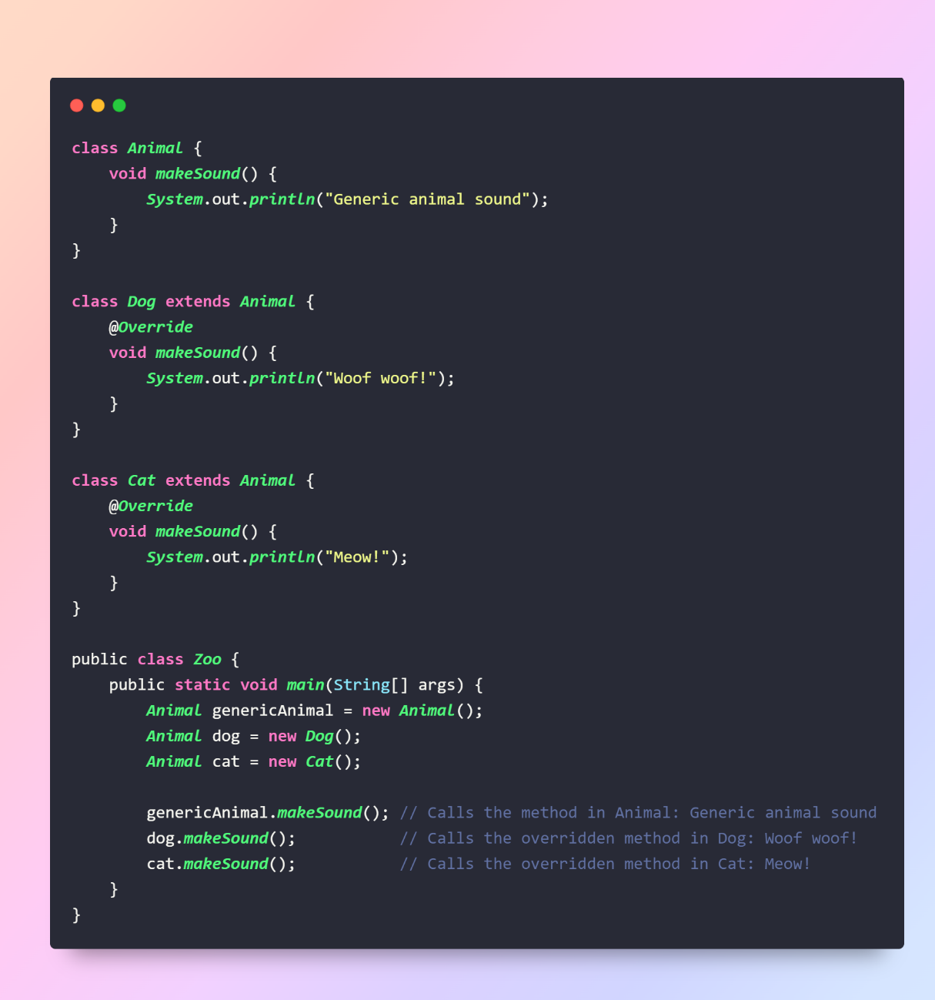 class Animal {
    void makeSound() {
        System.out.println("Generic animal sound");
    }
}

class Dog extends Animal {
    @Override
    void makeSound() {
        System.out.println("Woof woof!");
    }
}

class Cat extends Animal {
    @Override
    void makeSound() {
        System.out.println("Meow!");
    }
}

public class Zoo {
    public static void main(String[] args) {
        Animal genericAnimal = new Animal();
        Animal dog = new Dog();
        Animal cat = new Cat();

        genericAnimal.makeSound(); // Calls the method in Animal: Generic animal sound
        dog.makeSound();           // Calls the overridden method in Dog: Woof woof!
        cat.makeSound();           // Calls the overridden method in Cat: Meow!
    }
}